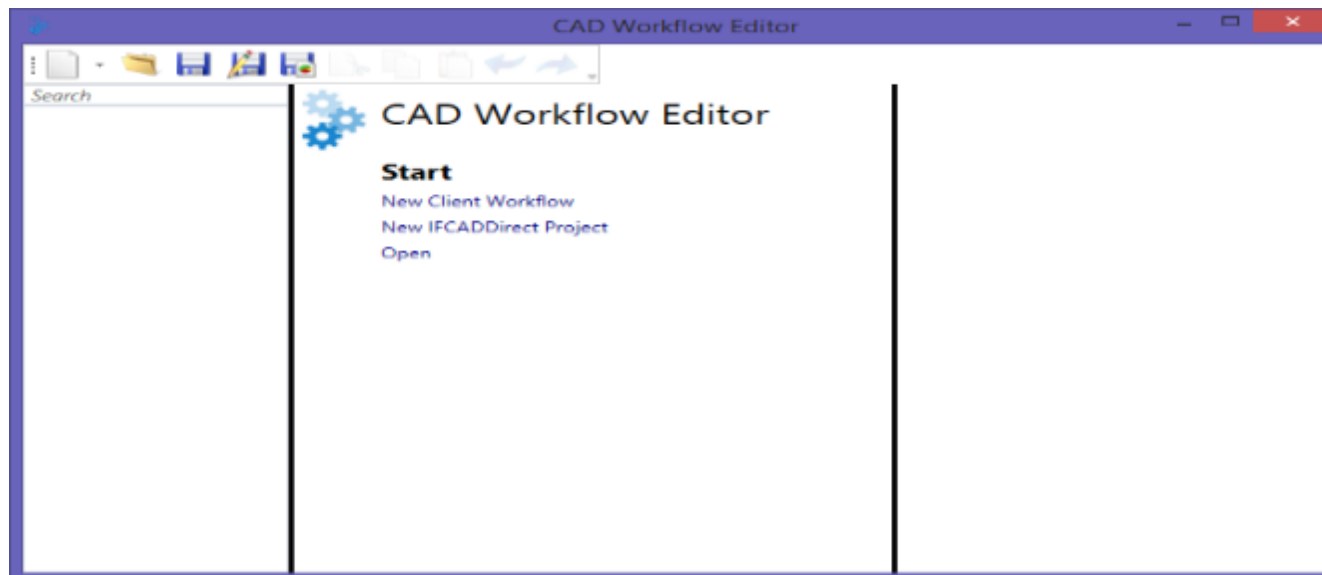 CAD Workflow Editor
Search
CAD Workflow Editor
Start
New Client Workflow
New IFCADDirect Project
Open